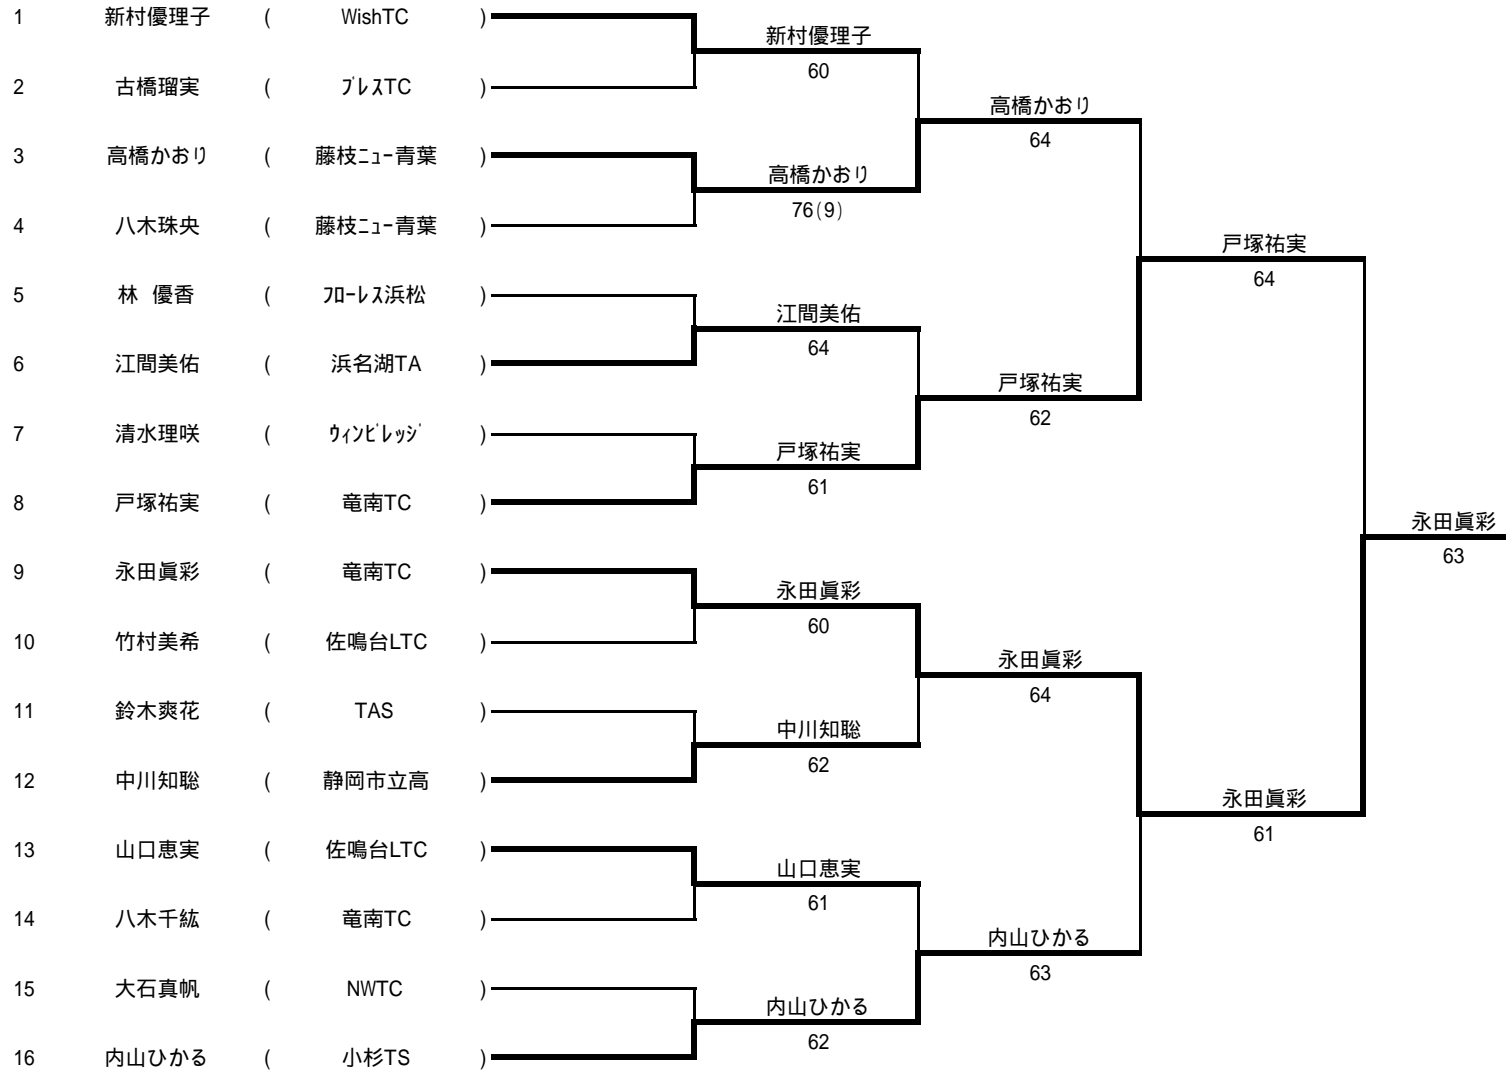 1 新村優理子 ( WishTC )
新村優理子
60
2 古橋瑠実 ( ﾌﾞﾚｽTC )
高橋かおり
64
3 高橋かおり ( 藤枝ﾆｭｰ青葉 )
高橋かおり
76(9)
4 八木珠央 ( 藤枝ﾆｭｰ青葉 )
戸塚祐実
64
5 林 優香 ( ﾌﾛｰﾚｽ浜松 )
江間美佑
64
6 江間美佑 ( 浜名湖TA )
戸塚祐実
62
7 清水理咲 ( ｳｨﾝﾋﾞﾚｯｼﾞ )
戸塚祐実
61
8 戸塚祐実 ( 竜南TC )
永田眞彩
63
9 永田眞彩 ( 竜南TC )
永田眞彩
60
10 竹村美希 ( 佐鳴台LTC )
永田眞彩
64
11 鈴木爽花 ( TAS )
中川知聡
62
12 中川知聡 ( 静岡市立高 )
永田眞彩
61
13 山口恵実 ( 佐鳴台LTC )
山口恵実
61
14 八木千紘 ( 竜南TC )
内山ひかる
63
15 大石真帆 ( NWTC )
内山ひかる
62
16 内山ひかる ( 小杉TS )